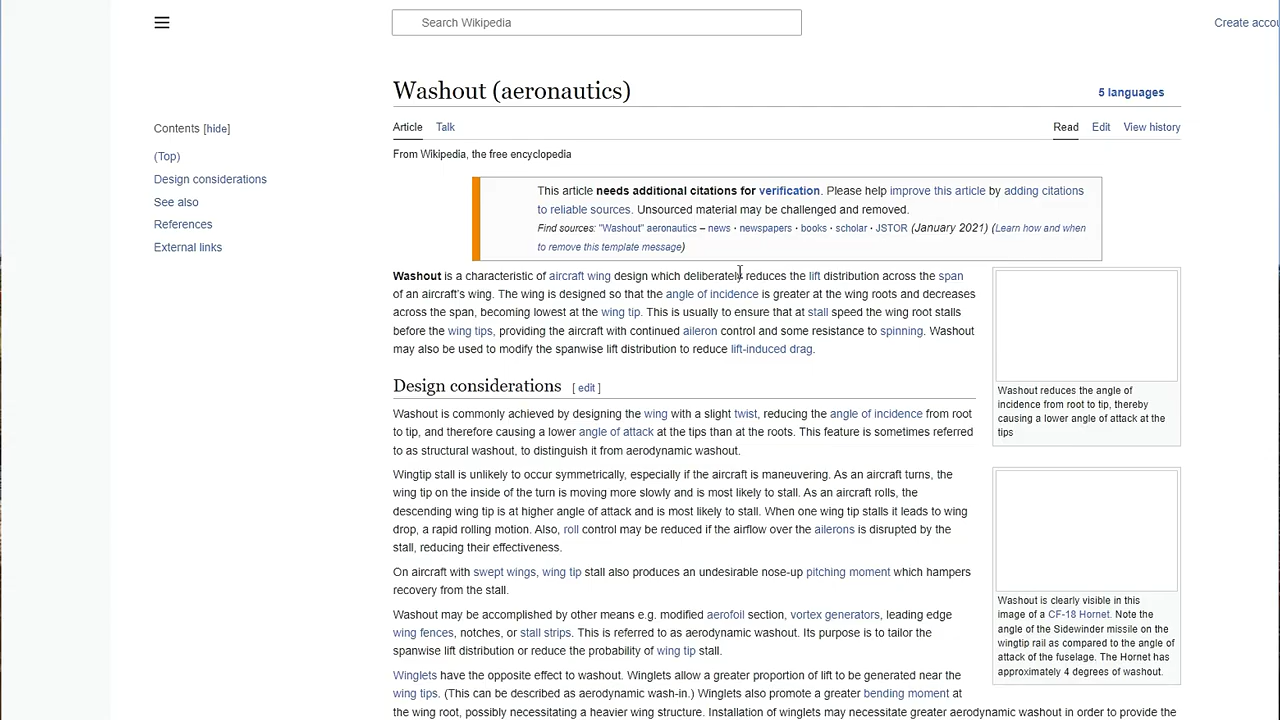 Search Wikipedia
Create accou
Washout (aeronautics)
5 languages
Contents [hide]
Article Talk
Read Edit View history
From Wikipedia, the free encyclopedia
(Top)
Design considerations
See also
References
External links
This article needs additional citations for verification. Please help improve this article by adding citations
to reliable sources. Unsourced material may be challenged and removed.
Find sources: "Washout" aeronautics – news · newspapers · books · scholar · JSTOR (January 2021) (Learn how and when
to remove this template message)
Washout is a characteristic of aircraft wing design which deliberately reduces the lift distribution across the span
of an aircraft's wing. The wing is designed so that the angle of incidence is greater at the wing roots and decreases
across the span, becoming lowest at the wing tip. This is usually to ensure that at stall speed the wing root stalls
before the wing tips, providing the aircraft with continued aileron control and some resistance to spinning. Washout
may also be used to modify the spanwise lift distribution to reduce lift-induced drag.
Washout reduces the angle of
incidence from root to tip, thereby
causing a lower angle of attack at the
tips
Design considerations [ edit ]
Washout is commonly achieved by designing the wing with a slight twist, reducing the angle of incidence from root
to tip, and therefore causing a lower angle of attack at the tips than at the roots. This feature is sometimes referred
to as structural washout, to distinguish it from aerodynamic washout.
Wingtip stall is unlikely to occur symmetrically, especially if the aircraft is maneuvering. As an aircraft turns, the
wing tip on the inside of the turn is moving more slowly and is most likely to stall. As an aircraft rolls, the
descending wing tip is at higher angle of attack and is most likely to stall. When one wing tip stalls it leads to wing
drop, a rapid rolling motion. Also, roll control may be reduced if the airflow over the ailerons is disrupted by the
stall, reducing their effectiveness.
On aircraft with swept wings, wing tip stall also produces an undesirable nose-up pitching moment which hampers
recovery from the stall.
Washout may be accomplished by other means e.g. modified aerofoil section, vortex generators, leading edge
wing fences, notches, or stall strips. This is referred to as aerodynamic washout. Its purpose is to tailor the
spanwise lift distribution or reduce the probability of wing tip stall.
Washout is clearly visible in this
image of a CF-18 Hornet. Note the
angle of the Sidewinder missile on the
wingtip rail as compared to the angle of
attack of the fuselage. The Hornet has
approximately 4 degrees of washout.
Winglets have the opposite effect to washout. Winglets allow a greater proportion of lift to be generated near the
wing tips. (This can be described as aerodynamic wash-in.) Winglets also promote a greater bending moment at
the wing root, possibly necessitating a heavier wing structure. Installation of winglets may necessitate greater aerodynamic washout in order to provide the